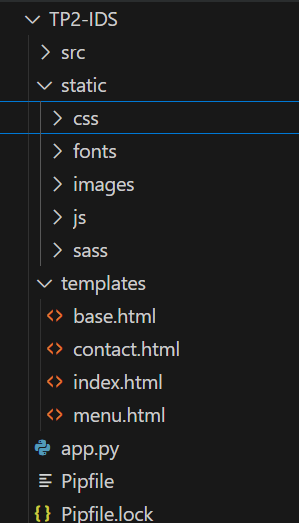 TP2-IDS
src
static
css
fonts
images
js
sass
templates
base.html
contact.html
index.html
menu.html
app.py
Pipfile
Pipfile.lock